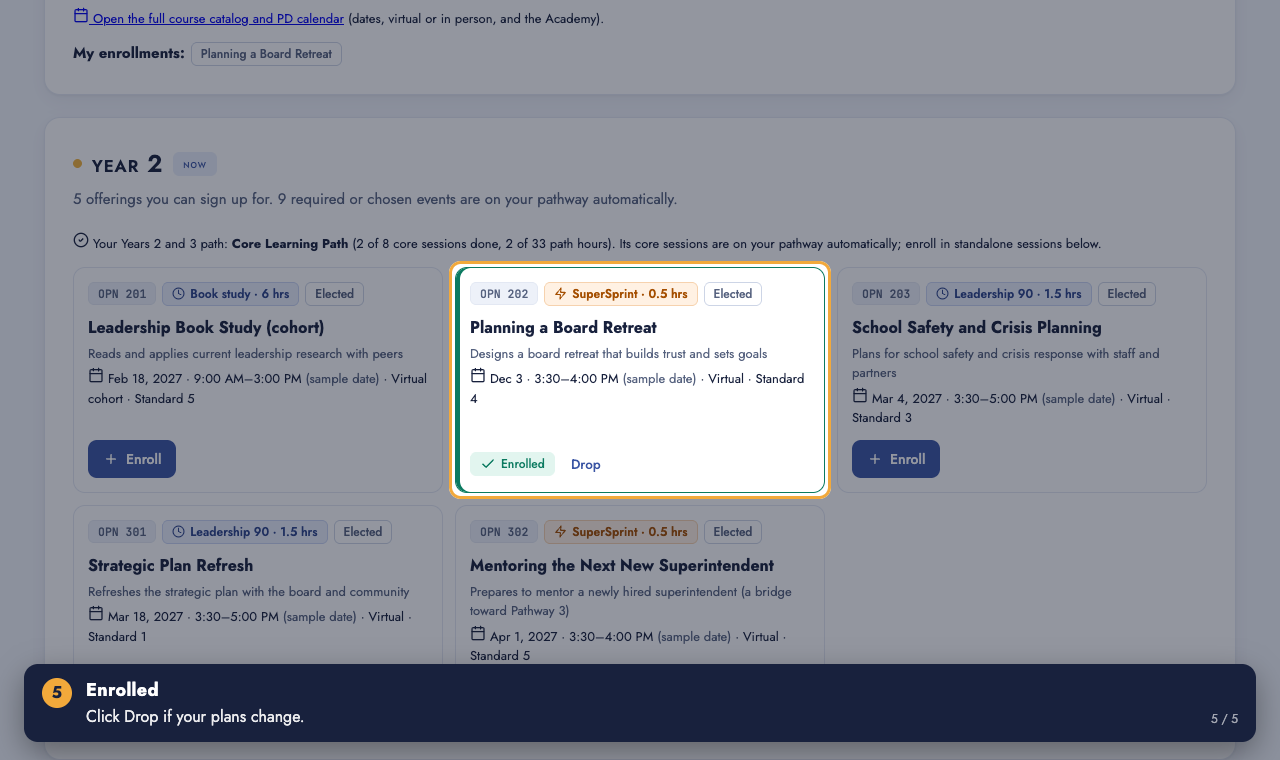 Open the full course catalog and PD calendar (dates, virtual or in person, and the Academy).
My enrollments: Planning a Board Retreat
YEAR 2 NOW
5 offerings you can sign up for. 9 required or chosen events are on your pathway automatically.
Your Years 2 and 3 path: Core Learning Path (2 of 8 core sessions done, 2 of 33 path hours). Its core sessions are on your pathway automatically; enroll in standalone sessions below.
OPN 201 Book study · 6 hrs Elected
Leadership Book Study (cohort)
Reads and applies current leadership research with peers
Feb 18, 2027 · 9:00 AM–3:00 PM (sample date) · Virtual
cohort · Standard 5
+ Enroll
OPN 202 SuperSprint · 0.5 hrs Elected
Planning a Board Retreat
Designs a board retreat that builds trust and sets goals
Dec 3 · 3:30–4:00 PM (sample date) · Virtual · Standard
4
Enrolled Drop
OPN 203 Leadership 90 · 1.5 hrs Elected
School Safety and Crisis Planning
Plans for school safety and crisis response with staff and
partners
Mar 4, 2027 · 3:30–5:00 PM (sample date) · Virtual ·
Standard 3
+ Enroll
OPN 301 Leadership 90 · 1.5 hrs Elected
Strategic Plan Refresh
Refreshes the strategic plan with the board and community
Mar 18, 2027 · 3:30–5:00 PM (sample date) · Virtual ·
Standard 1
OPN 302 SuperSprint · 0.5 hrs Elected
Mentoring the Next New Superintendent
Prepares to mentor a newly hired superintendent (a bridge
toward Pathway 3)
Apr 1, 2027 · 3:30–4:00 PM (sample date) · Virtual ·
Standard 5
5 Enrolled
Click Drop if your plans change.
5 / 5